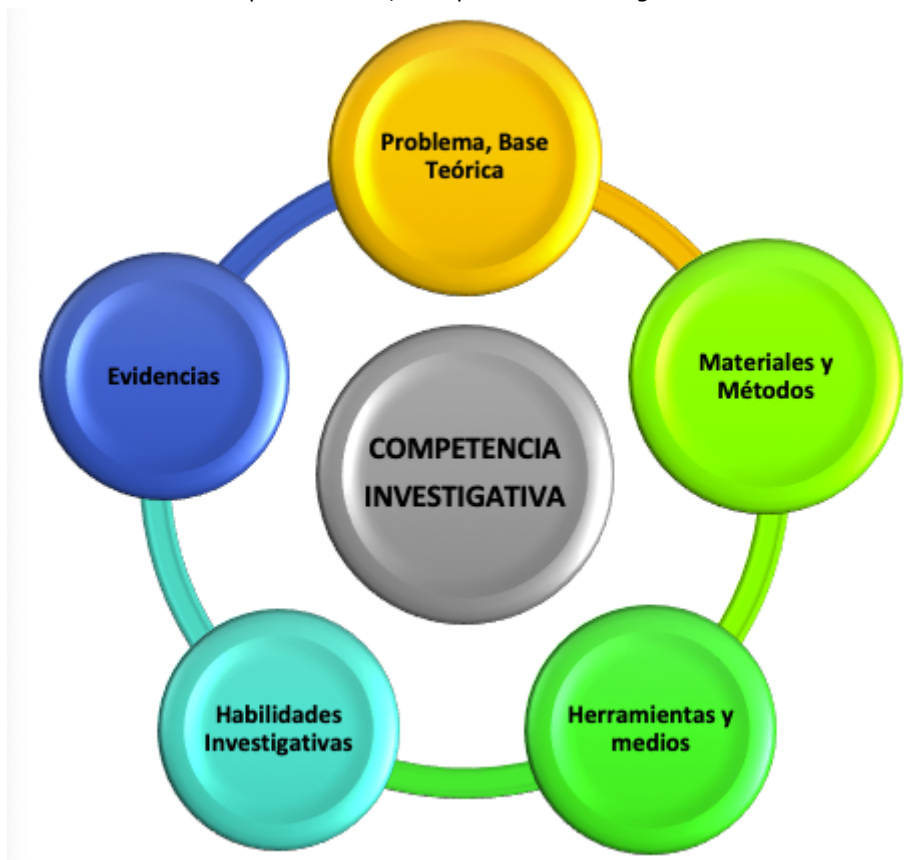 Problema, Base
Teórica
Materiales y
Métodos
Herramientas y
medios
Habilidades
Investigativas
Evidencias
COMPETENCIA
INVESTIGATIVA